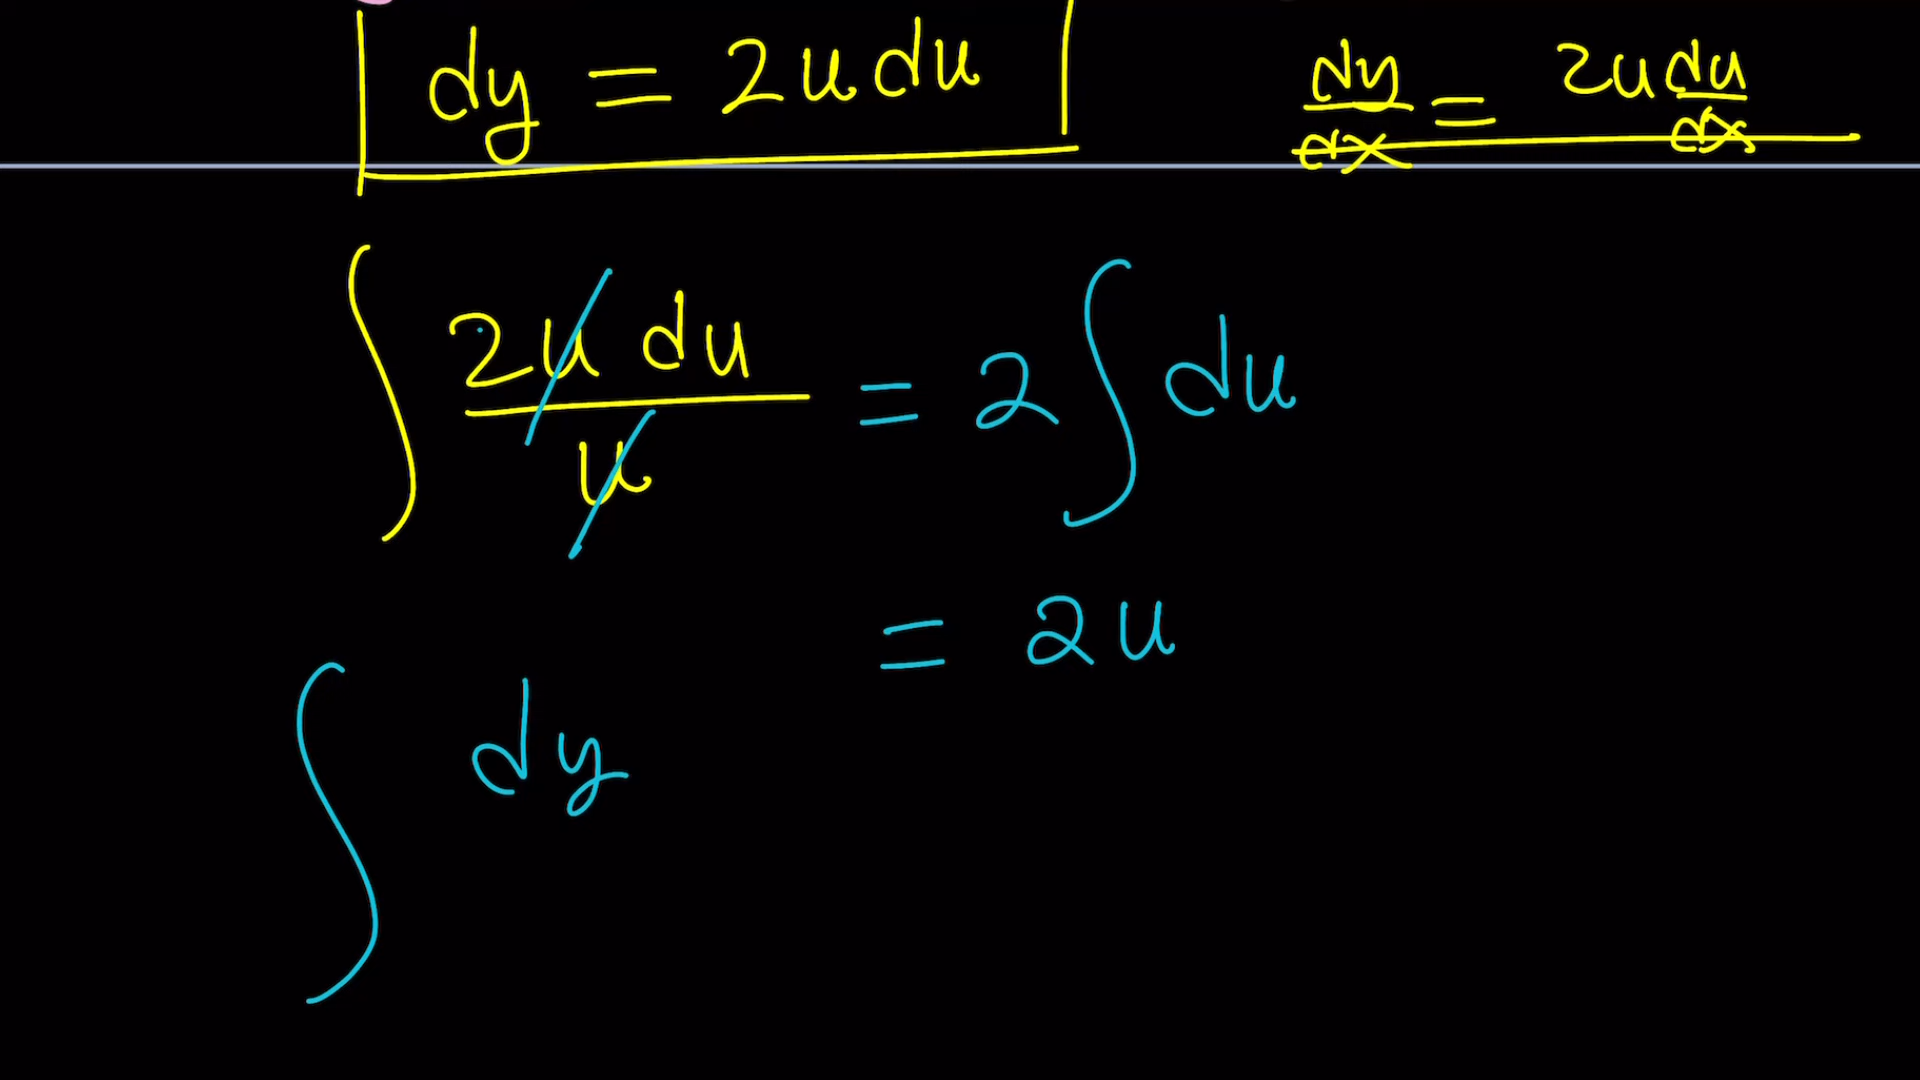 dy = 2u du
dy/dx = 2u du/dx
∫ 2u du / u = 2 ∫ du
= 2u
∫ dy